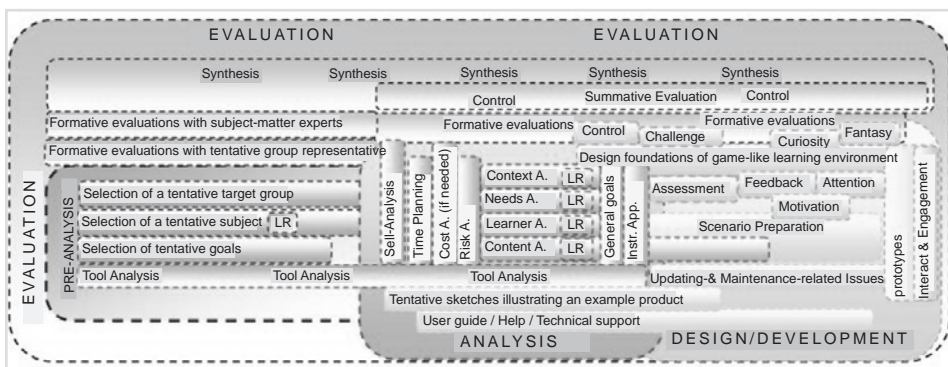 EVALUATION
EVALUATION
Synthesis
Synthesis
Synthesis
Synthesis
Synthesis
Control
Summative Evaluation
Control
Formative evaluations with subject-matter experts
Formative evaluations
Formative evaluations
Control
Challenge
Curiosity
Fantasy
Formative evaluations with tentative group representative
Design foundations of game-like learning environment
EVALUATION
PRE-ANALYSIS
Selection of a tentative target group
Selection of a tentative subject
LR
Selection of tentative goals
Self-Analysis
Time Planning
Cost A. (if needed)
Risk A.
Context A.
LR
Needs A.
LR
Learner A.
LR
Content A.
LR
General goals
Instr. App.
Assessment
Feedback
Attention
Motivation
Scenario Preparation
prototypes
Interact & Engagement
Tool Analysis
Tool Analysis
Tool Analysis
Updating-& Maintenance-related Issues
Tentative sketches illustrating an example product
User guide / Help / Technical support
ANALYSIS
DESIGN/DEVELOPMENT